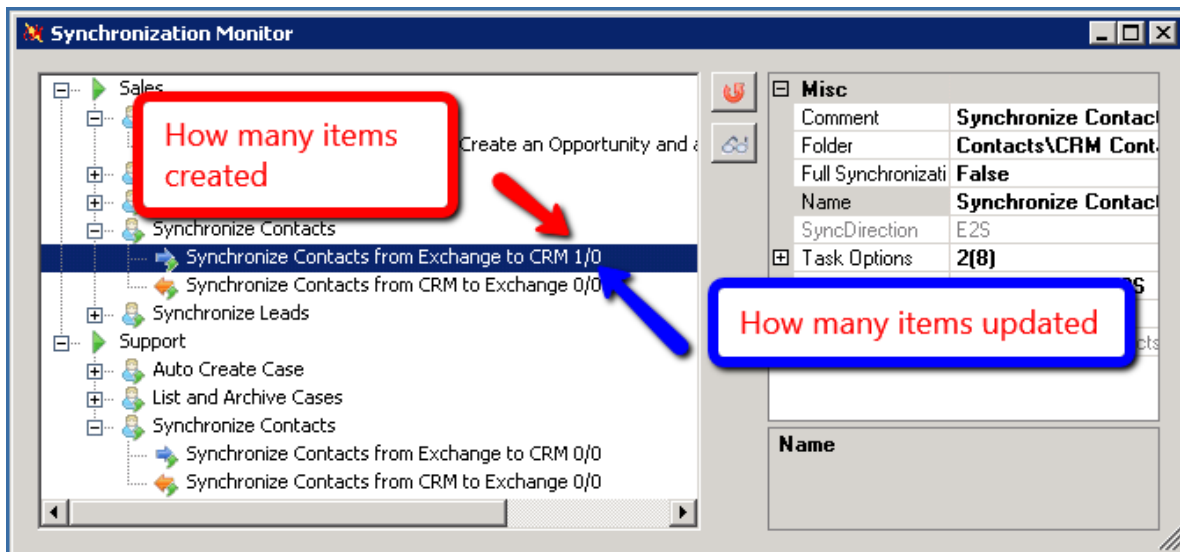 Synchronization Monitor
Sales
How many items
created
Create an Opportunity and a
Synchronize Contacts
Synchronize Contacts from Exchange to CRM 1/0
Synchronize Contacts from CRM to Exchange 0/0
Synchronize Leads
Support
Auto Create Case
List and Archive Cases
Synchronize Contacts
Synchronize Contacts from Exchange to CRM 0/0
Synchronize Contacts from CRM to Exchange 0/0
Misc
Comment Synchronize Contact
Folder Contacts\CRM Cont
Full Synchronizati False
Name Synchronize Contact
SyncDirection E2S
Task Options 2(8)
How many items updated
Name